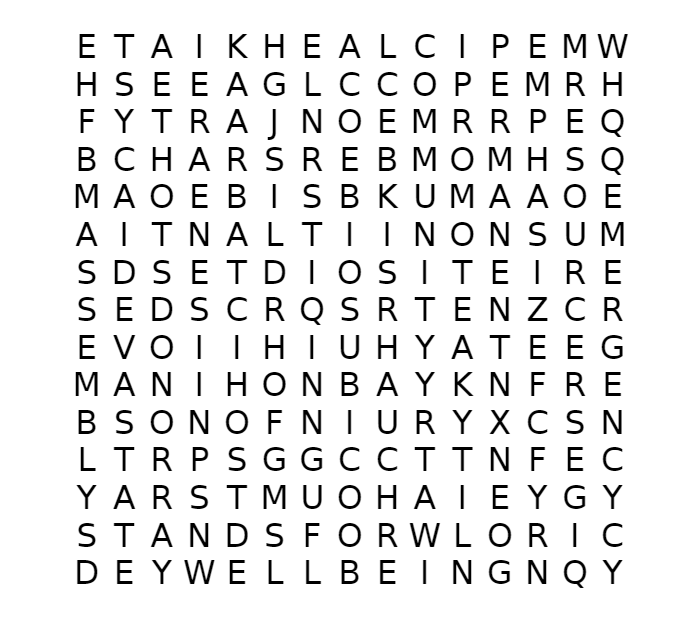 E T A I K H E A L C I P E M W
H S E E A G L C C O P E M R H
F Y T R A J N O E M R R P E Q
B C H A R S R E B M O M H S Q
M A O E B I S B K U M A A O E
A I T N A L T I I N O N S U M
S D S E T D I O S I T E I R E
S E D S C R Q S R T E N Z C R
E V O I I H I U H Y A T E E G
M A N I H O N B A Y K N F R E
B S O N O F N I U R Y X C S N
L T R P S G G C C T T N F E C
Y A R S T M U O H A I E Y G Y
S T A N D S F O R W L O R I C
D E Y W E L L B E I N G N Q Y